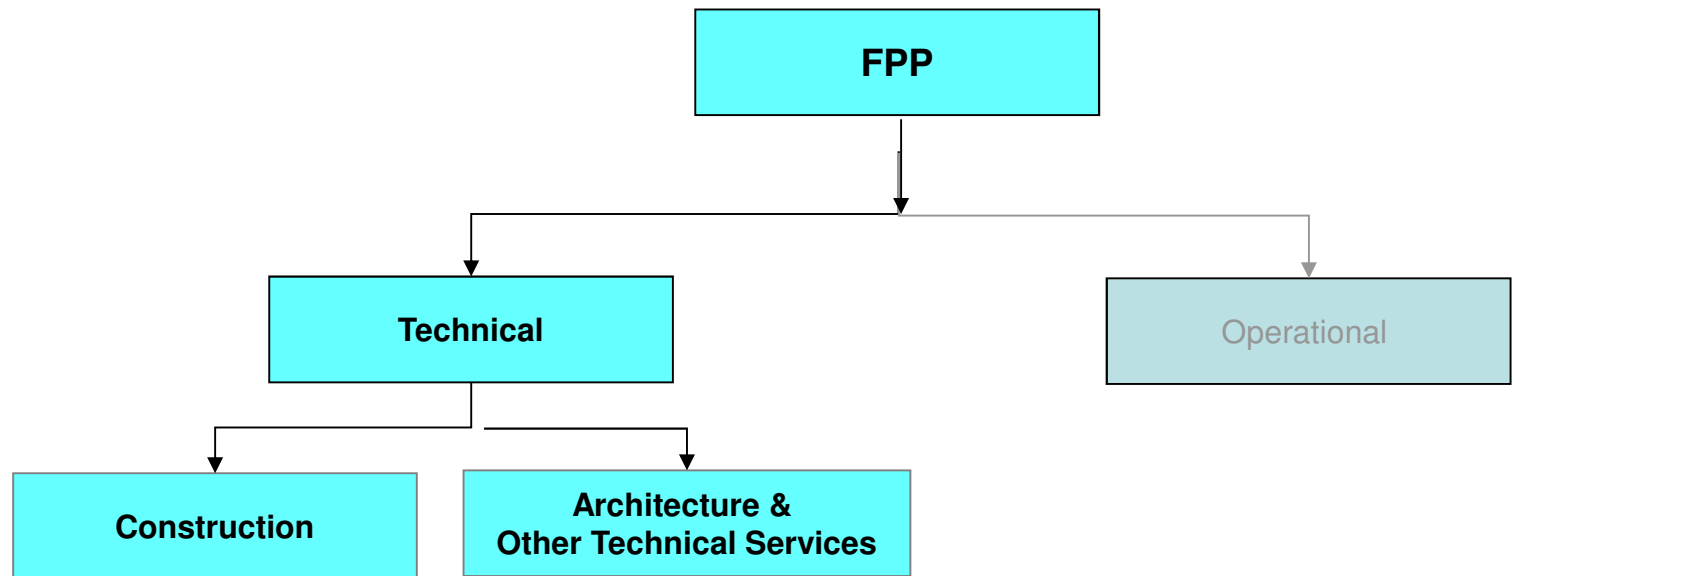 FPP
Technical
Operational
Construction
Architecture &
Other Technical Services